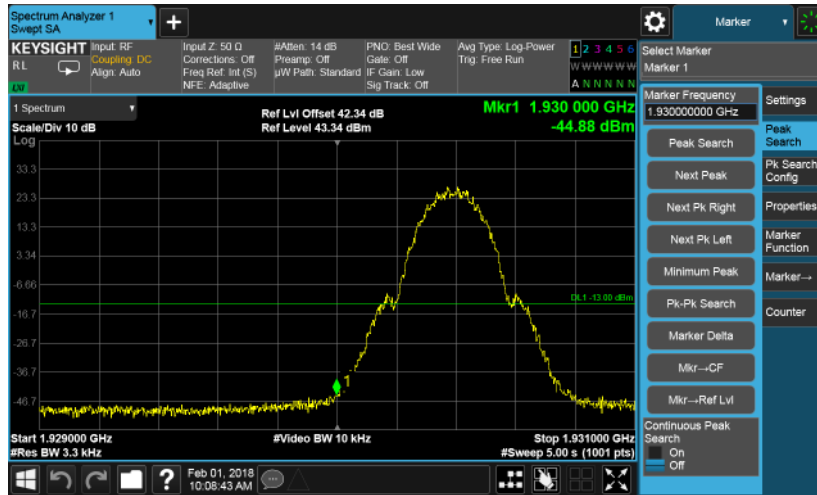 Spectrum Analyzer 1
Swept SA
Marker
KEYSIGHT
RL
LXI
Input: RF
Coupling: DC
Align: Auto
Input Z: 50 Ω
Corrections: Off
Freq Ref: Int (S)
NFE: Adaptive
#Atten: 14 dB
Preamp: Off
µW Path: Standard
PNO: Best Wide
Gate: Off
IF Gain: Low
Sig Track: Off
Avg Type: Log-Power
Trig: Free Run
1 2 3 4 5 6
W W W W W W
A N N N N N
Select Marker
Marker 1
1 Spectrum
Scale/Div 10 dB
Log
Ref Lvl Offset 42.34 dB
Ref Level 43.34 dBm
Mkr1 1.930 000 GHz
-44.88 dBm
33.3
23.3
13.3
3.34
-6.66
-16.7
-26.7
-36.7
-46.7
DL1 -13.00 dBm
1
Start 1.929000 GHz
#Res BW 3.3 kHz
#Video BW 10 kHz
Stop 1.931000 GHz
#Sweep 5.00 s (1001 pts)
Marker Frequency
1.930000000 GHz
Peak Search
Next Peak
Next Pk Right
Next Pk Left
Minimum Peak
Pk-Pk Search
Marker Delta
Mkr→CF
Mkr→Ref Lvl
Continuous Peak
Search
On
Off
Settings
Peak
Search
Pk Search
Config
Properties
Marker
Function
Marker→
Counter
?
Feb 01, 2018
10:08:43 AM